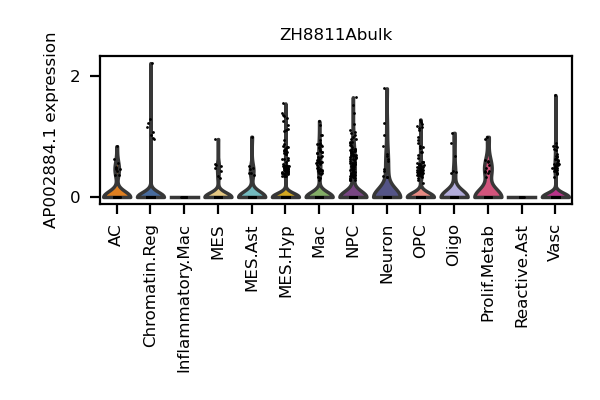 ZH8811Abulk
AP002884.1 expression
2
0
AC
Chromatin.Reg
Inflammatory.Mac
MES
MES.Ast
MES.Hyp
Mac
NPC
Neuron
OPC
Oligo
Prolif.Metab
Reactive.Ast
Vasc